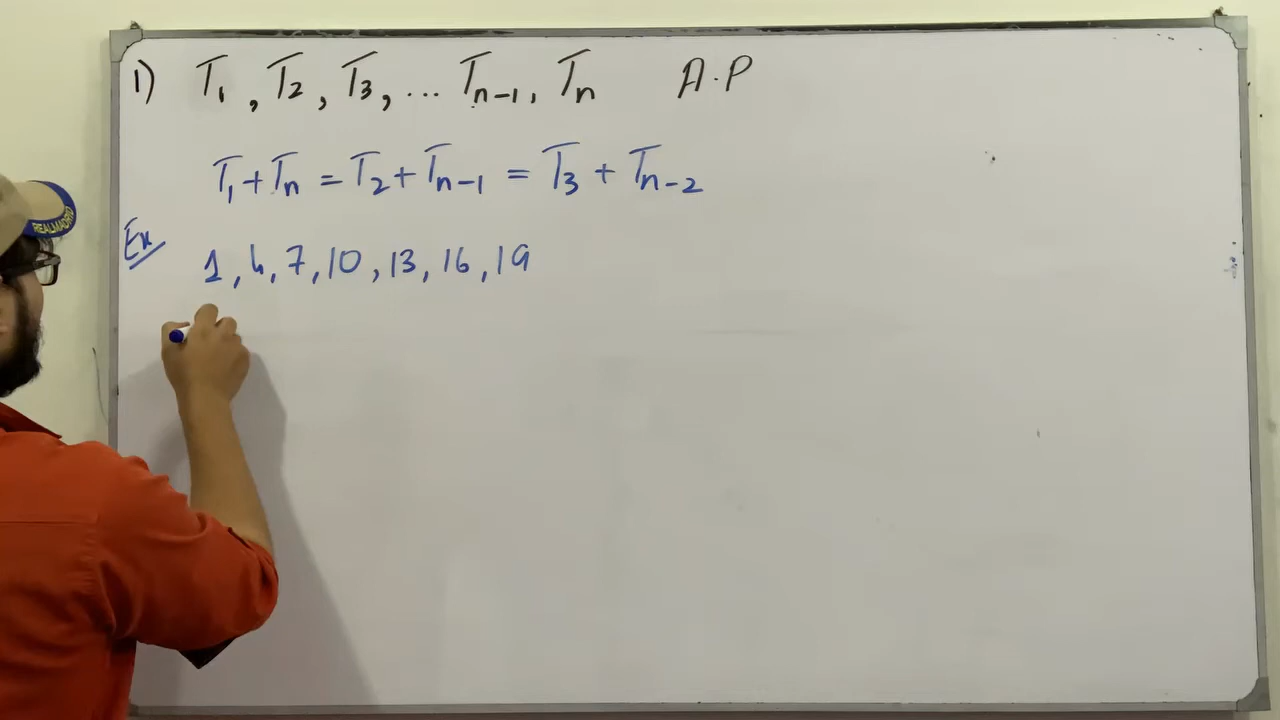 1) T₁, T₂, T₃, ... Tₙ₋₁, Tₙ A.P
T₁+Tₙ = T₂+Tₙ₋₁ = T₃ + Tₙ₋₂
Ex
1, 4, 7, 10, 13, 16, 19
REALMADRID